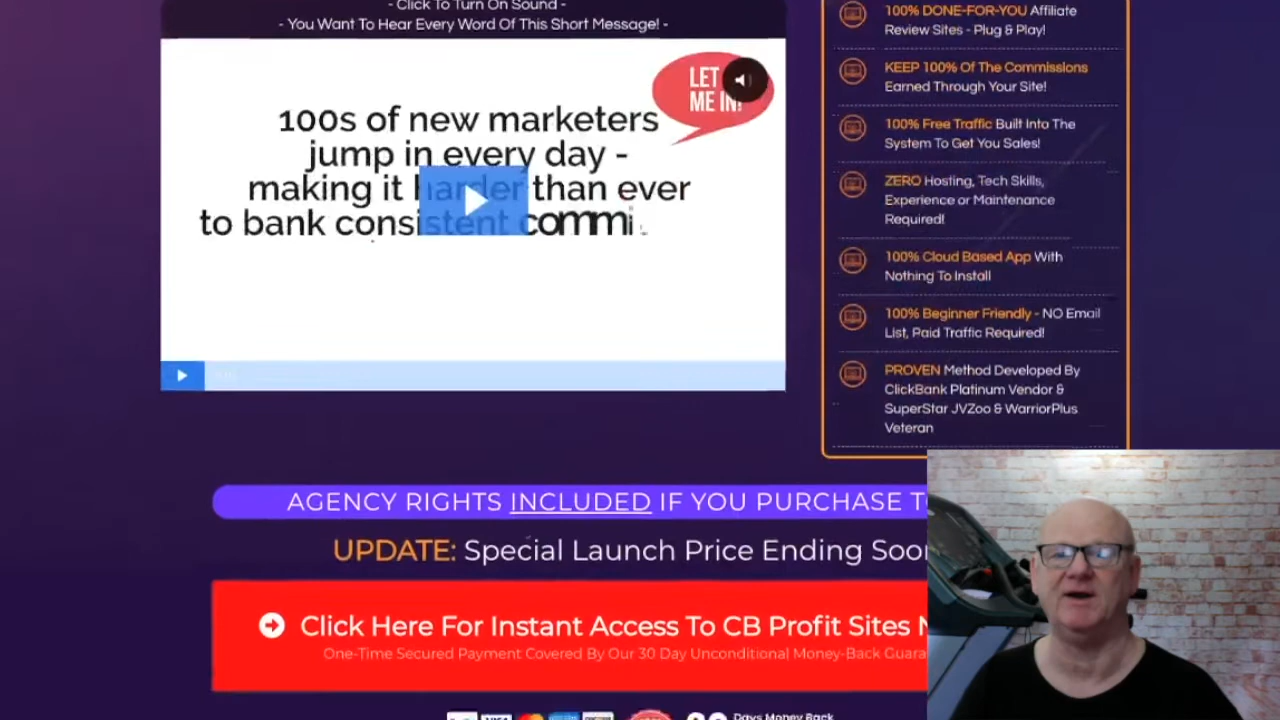 - Click To Turn On Sound -
- You Want To Hear Every Word Of This Short Message! -
LET
ME IN!
100s of new marketers
jump in every day -
making it harder than ever
to bank consistent commi
100% DONE-FOR-YOU Affiliate
Review Sites - Plug & Play!
KEEP 100% Of The Commissions
Earned Through Your Site!
100% Free Traffic Built Into The
System To Get You Sales!
ZERO Hosting, Tech Skills,
Experience or Maintenance
Required!
100% Cloud Based App With
Nothing To Install
100% Beginner Friendly - NO Email
List, Paid Traffic Required!
PROVEN Method Developed By
ClickBank Platinum Vendor &
SuperStar JVZoo & WarriorPlus
Veteran
AGENCY RIGHTS INCLUDED IF YOU PURCHASE
UPDATE: Special Launch Price Ending Soo
Click Here For Instant Access To CB Profit Sites N
One-Time Secured Payment Covered By Our 30 Day Unconditional Money-Back Guara
Days Money Back